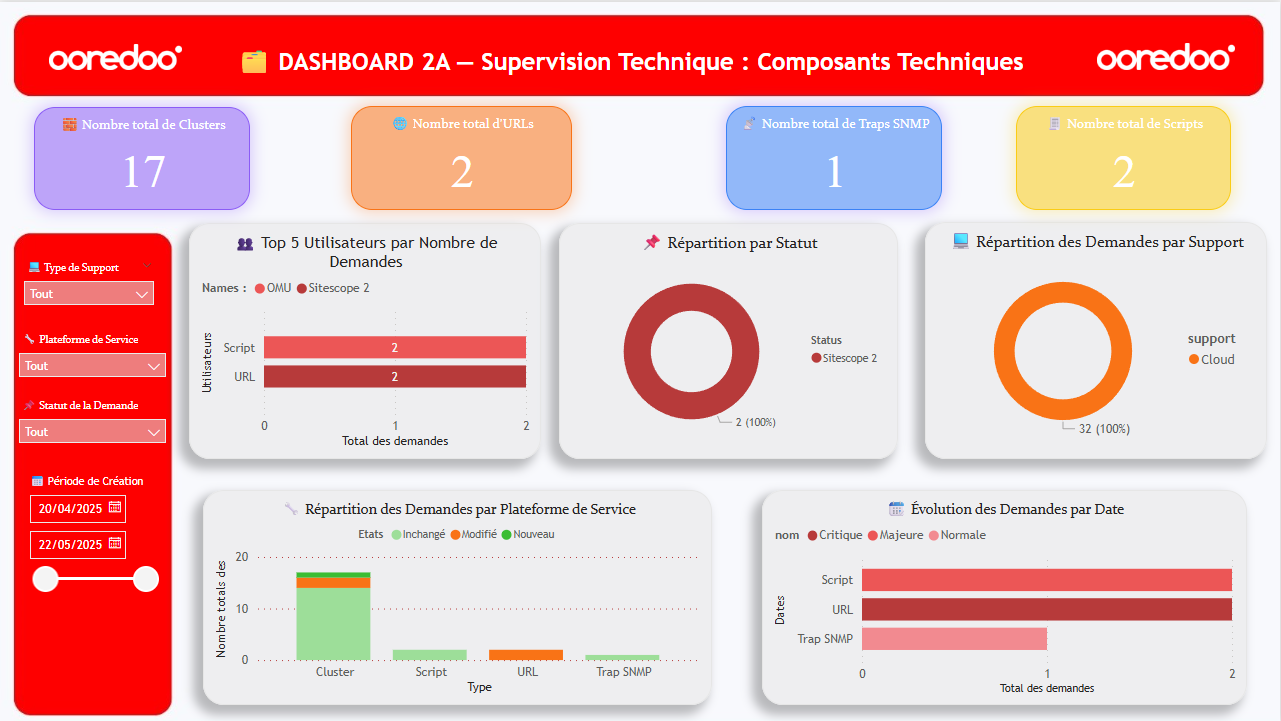 ooredoo
DASHBOARD 2A — Supervision Technique : Composants Techniques
ooredoo
Nombre total de Clusters
17
Nombre total d'URLs
2
Nombre total de Traps SNMP
1
Nombre total de Scripts
2
Type de Support
Tout
Plateforme de Service
Tout
Statut de la Demande
Tout
Période de Création
20/04/2025
22/05/2025
Top 5 Utilisateurs par Nombre de
Demandes
Names : OMU Sitescope 2
Utilisateurs
Script
2
URL
2
0 1 2
Total des demandes
Répartition par Statut
Status
Sitescope 2
2 (100%)
Répartition des Demandes par Support
support
Cloud
32 (100%)
Répartition des Demandes par Plateforme de Service
Etats Inchangé Modifié Nouveau
Nombre totals des
20
10
0
Cluster Script URL Trap SNMP
Type
Évolution des Demandes par Date
nom Critique Majeure Normale
Dates
Script
URL
Trap SNMP
0 1 2
Total des demandes